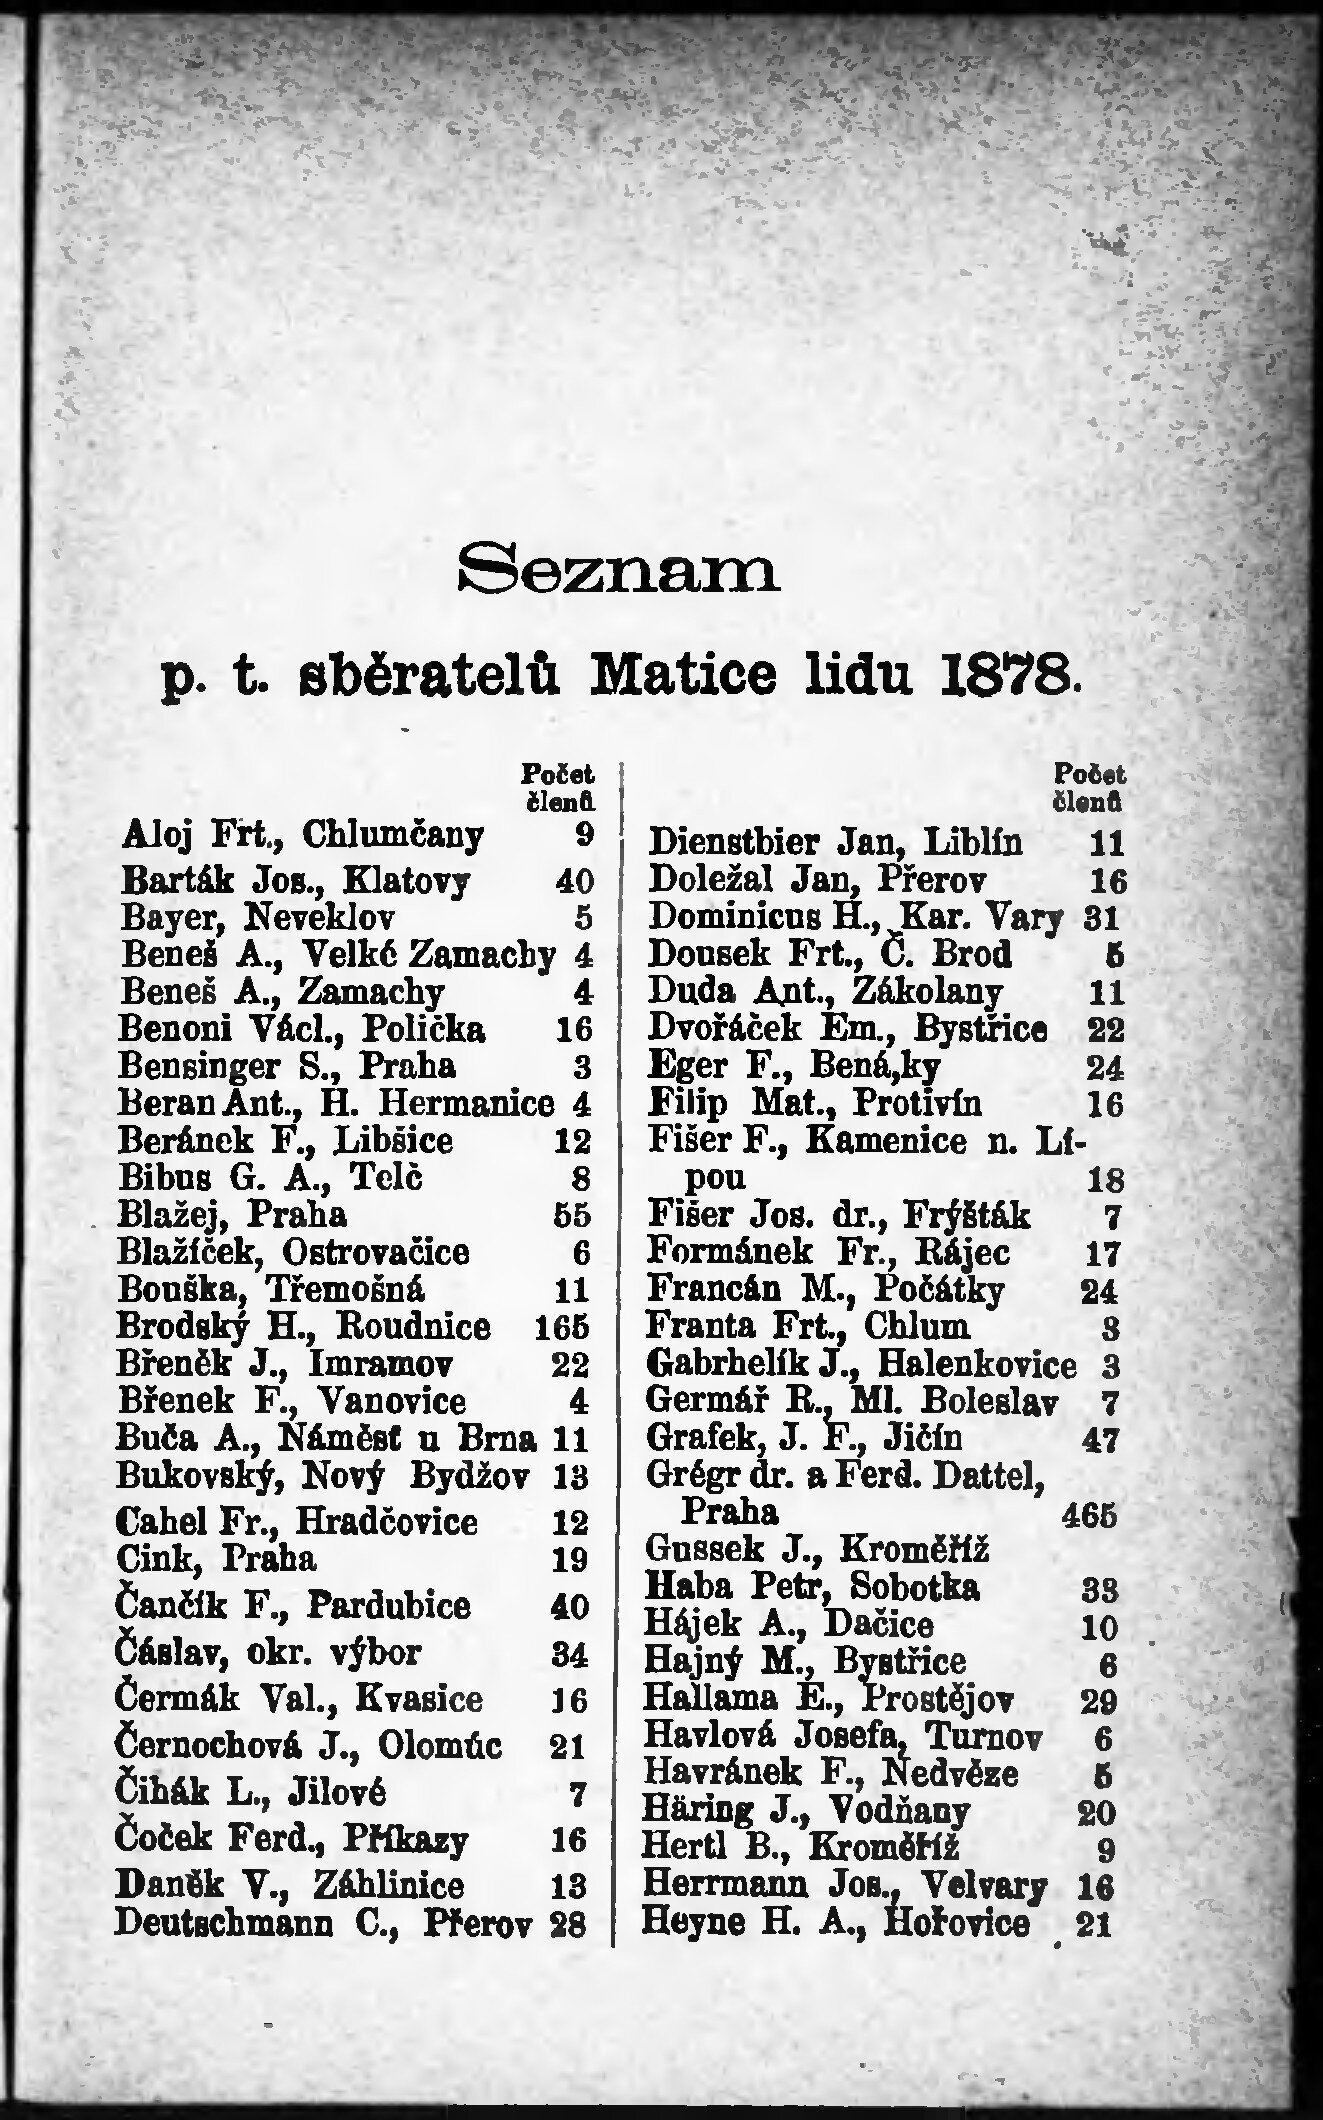 Seznam
p. t. sběratelů Matice lidu 1878.
Počet
členů
Aloj Frt., Chlumčany 9
Barták Jos., Klatovy 40
Bayer, Neveklov 5
Beneš A., Velké Zamachy 4
Beneš A., Zamachy 4
Benoni Václ., Polička 16
Bensinger S., Praha 3
Beran Ant., H. Hermanice 4
Beránek F., Libšice 12
Bibus G. A., Telč 8
Blažej, Praha 55
Blažíček, Ostrovačice 6
Bouška, Třemošná 11
Brodský H., Roudnice 165
Břeněk J., Imramov 22
Břenek F., Vanovice 4
Buča A., Náměsť u Brna 11
Bukovský, Nový Bydžov 13
Cahel Fr., Hradčovice 12
Cink, Praha 19
Čančík F., Pardubice 40
Čáslav, okr. výbor 34
Čermák Val., Kvasice 16
Černochová J., Olomúc 21
Čihák L., Jilové 7
Čoček Ferd., Příkazy 16
Daněk V., Záhlinice 13
Deutschmann C., Přerov 28
Počet
členů
Dienstbier Jan, Liblín 11
Doležal Jan, Přerov 16
Dominicus H., Kar. Vary 31
Dousek Frt., Č. Brod 5
Duda Ant., Zákolany 11
Dvořáček Em., Bystřice 22
Eger F., Bená,ky 24
Filip Mat., Protivín 16
Fišer F., Kamenice n. Lí-
pou 18
Fišer Jos. dr., Frýšták 7
Formánek Fr., Rájec 17
Francán M., Počátky 24
Franta Frt., Chlum 3
Gabrhelík J., Halenkovice 3
Germář R., Ml. Boleslav 7
Grafek, J. F., Jičín 47
Grégr dr. a Ferd. Dattel,
Praha 465
Gussek J., Kroměříž
Haba Petr, Sobotka 33
Hájek A., Dačice 10
Hajný M., Bystřice 6
Hallama E., Prostějov 29
Havlová Josefa, Turnov 6
Havránek F., Nedvěze 5
Häring J., Vodňany 20
Hertl B., Kroměříž 9
Herrmann Jos., Velvary 16
Heyne H. A., Hořovice 21